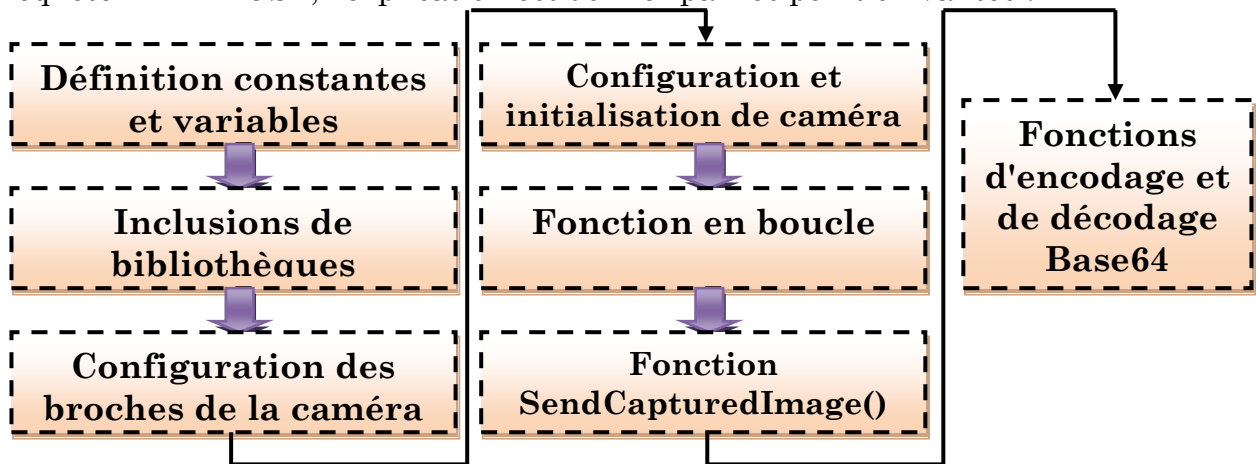 Définition constantes
et variables
Inclusions de
bibliothèques
Configuration des
broches de la caméra
Configuration et
initialisation de caméra
Fonction en boucle
Fonction
SendCapturedImage()
Fonctions
d'encodage et
de décodage
Base64